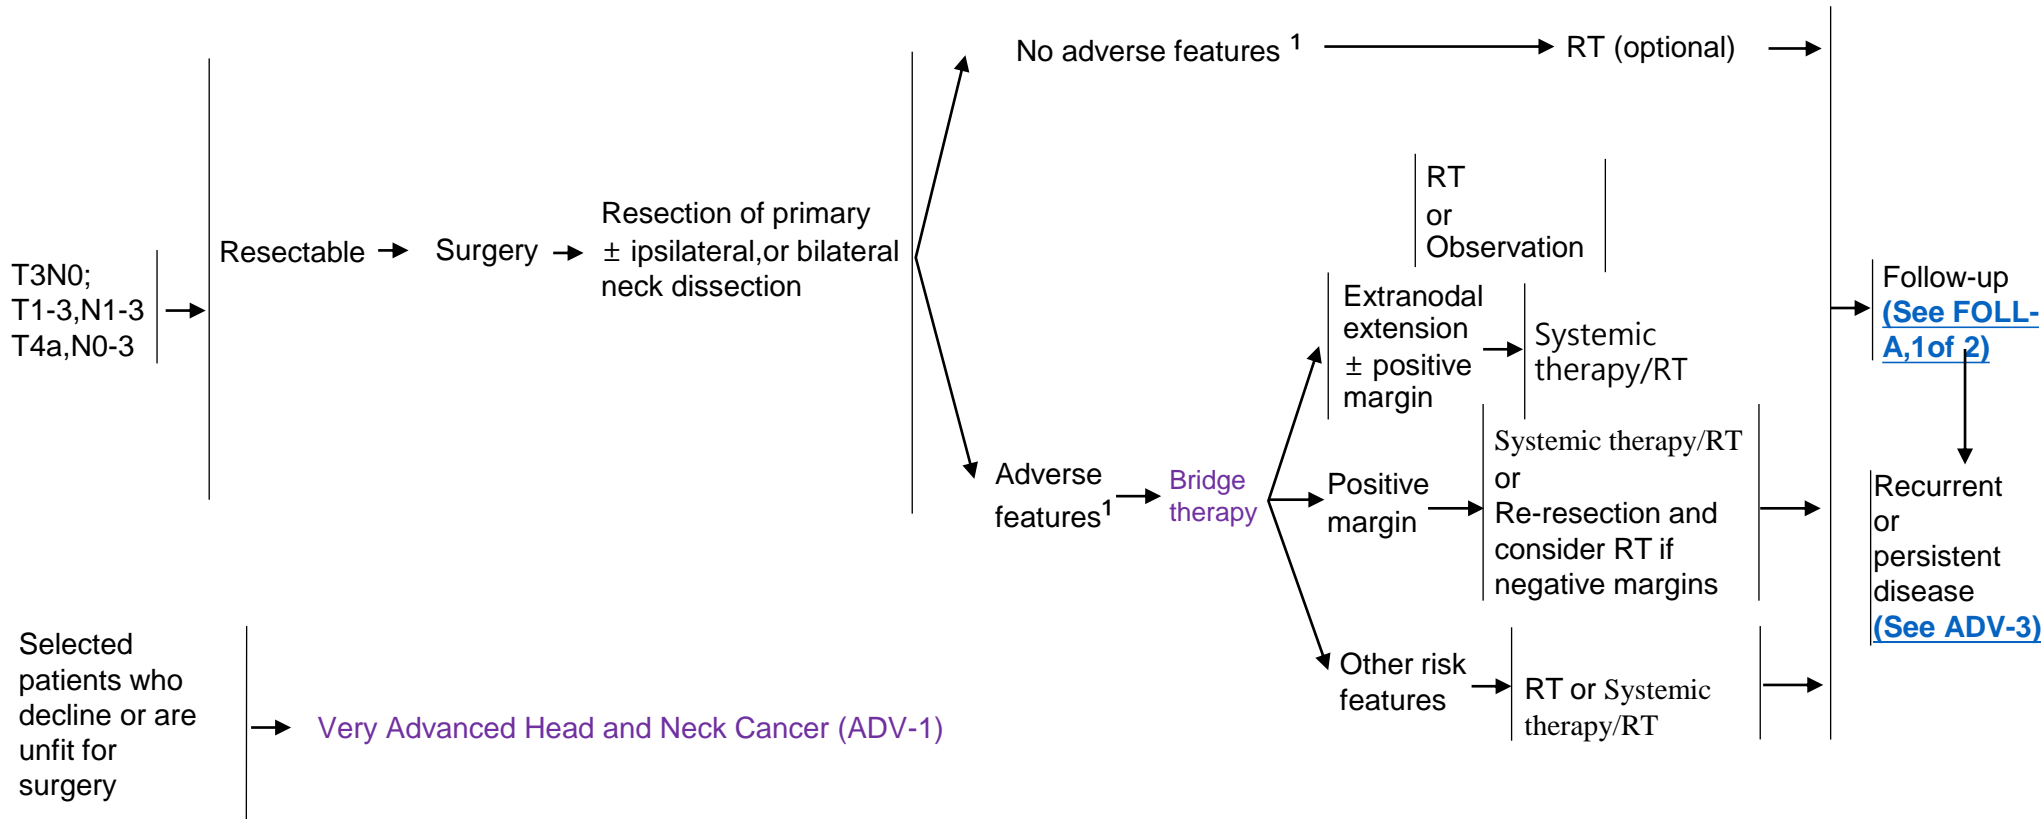 T3N0;
T1-3,N1-3
T4a,N0-3
Resectable
Surgery
Resection of primary
± ipsilateral,or bilateral
neck dissection
No adverse features ¹
RT (optional)
RT
or
Observation
Adverse
features¹
Bridge
therapy
Extranodal
extension
± positive
margin
Systemic
therapy/RT
Positive
margin
Systemic therapy/RT
or
Re-resection and
consider RT if
negative margins
Other risk
features
RT or Systemic
therapy/RT
Follow-up
(See FOLL-
A,1of 2)
Recurrent
or
persistent
disease
(See ADV-3)
Selected
patients who
decline or are
unfit for
surgery
Very Advanced Head and Neck Cancer (ADV-1)